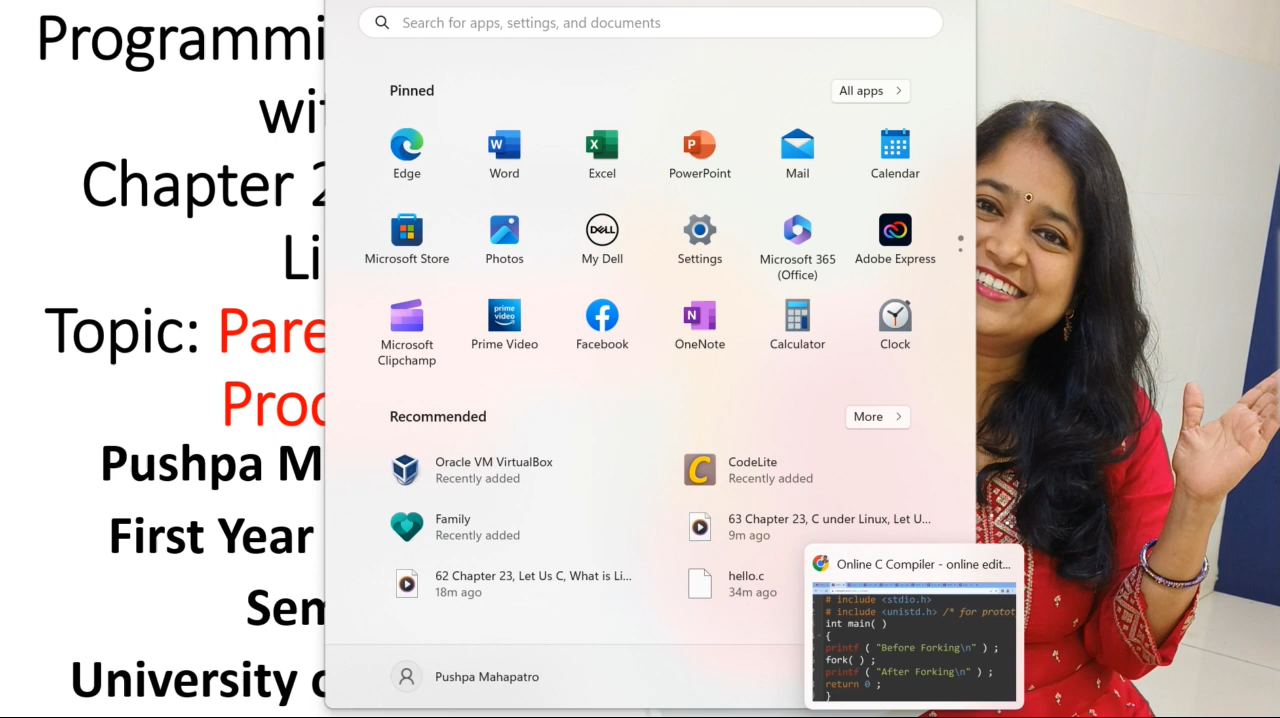 Programmi
wit
Chapter 2
Li
Topic: Pare
Proc
Pushpa M
First Year
Sem
University o
Search for apps, settings, and documents
Pinned
All apps
Edge
Word
Excel
PowerPoint
Mail
Calendar
Microsoft Store
Photos
DELL
My Dell
Settings
Microsoft 365
(Office)
Adobe Express
Microsoft
Clipchamp
prime
video
Prime Video
Facebook
OneNote
Calculator
Clock
Recommended
More
Oracle VM VirtualBox
Recently added
CodeLite
Recently added
Family
Recently added
63 Chapter 23, C under Linux, Let U...
9m ago
62 Chapter 23, Let Us C, What is Li...
18m ago
hello.c
34m ago
Pushpa Mahapatro
Online C Compiler - online edit...
# include <stdio.h>
# include <unistd.h> /* for protot
int main( )
{
printf ( "Before Forking\n" ) ;
fork( ) ;
printf ( "After Forking\n" ) ;
return 0 ;
}